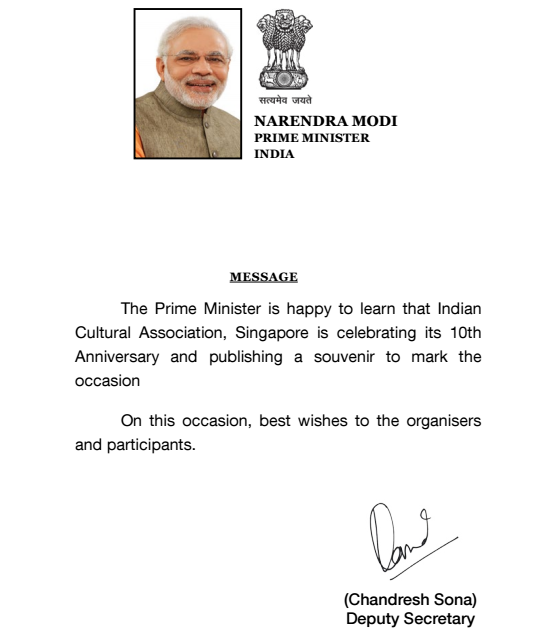 सत्यमेव जयते
NARENDRA MODI
PRIME MINISTER
INDIA
MESSAGE
The Prime Minister is happy to learn that Indian
Cultural Association, Singapore is celebrating its 10th
Anniversary and publishing a souvenir to mark the
occasion
On this occasion, best wishes to the organisers
and participants.
(Chandresh Sona)
Deputy Secretary